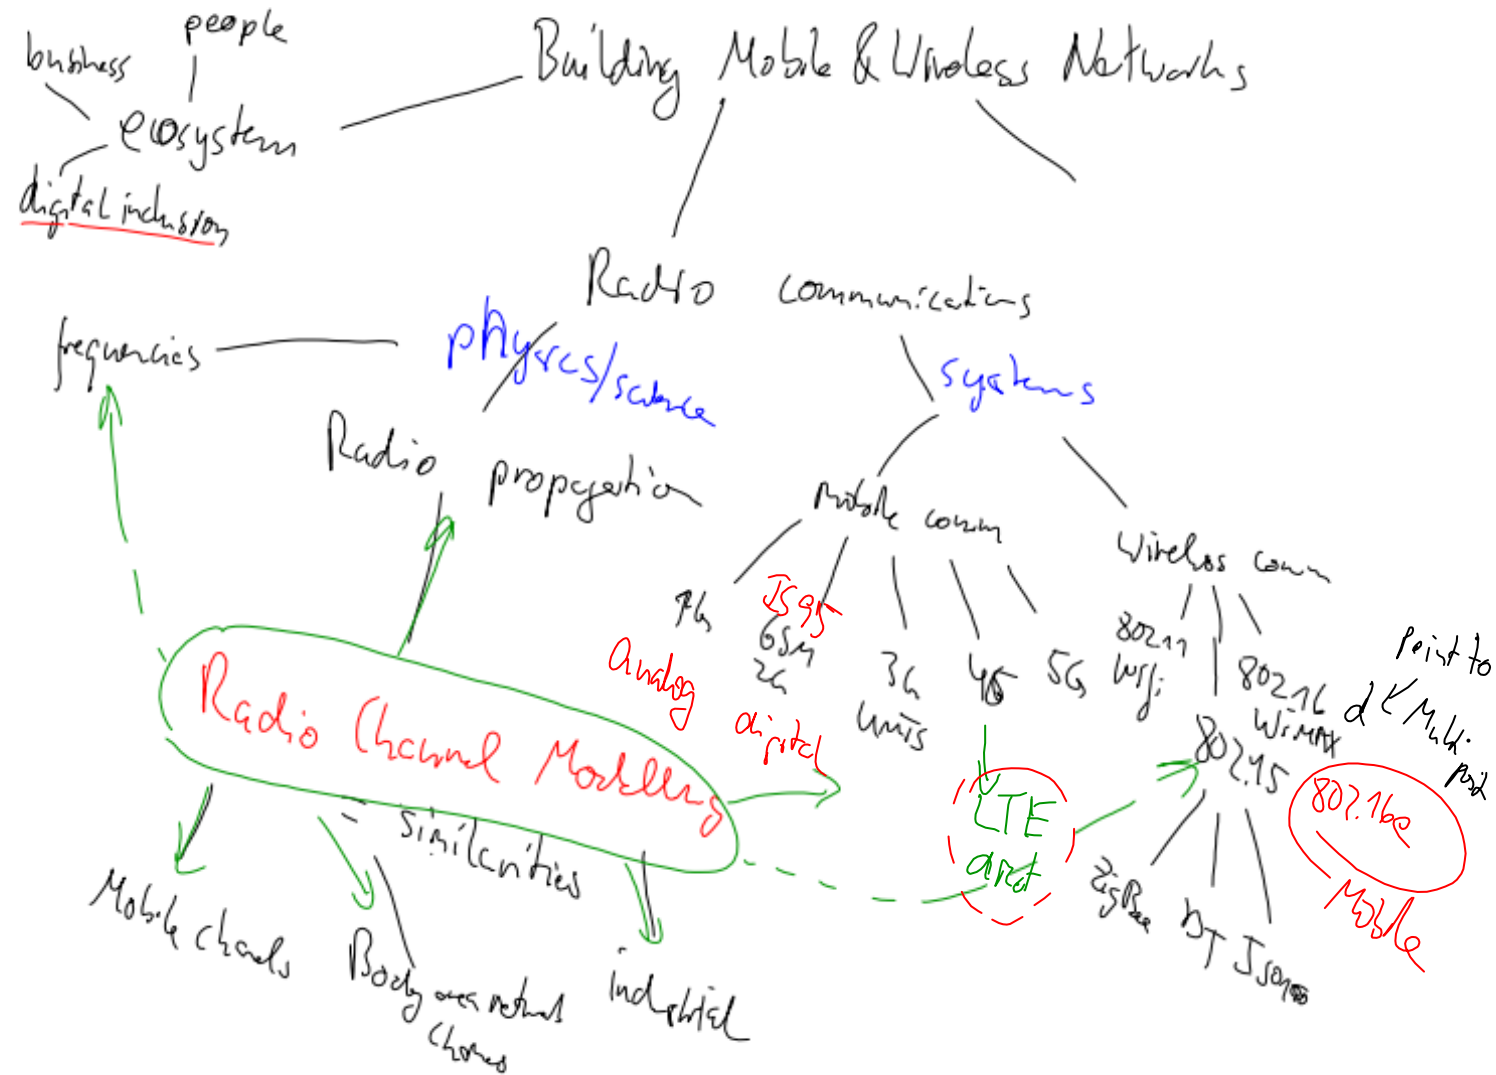 people
business
Building Mobile & Wireless Networks
ecosystem
digital inclusion
Radio communications
frequencies
physics/science
systems
Radio propagation
Mobile comm
Wireless comm
1G
IS95
GSM
2G
3G
UMTS
4G
5G
802.11
Wifi
802.16
WiMAX
Point to
Multi
Analog
digital
Radio Channel Modelling
802.15
802.16e
Mobile
LTE
similarities
ZigBee
BT
Mobile channels
Body area network
industrial